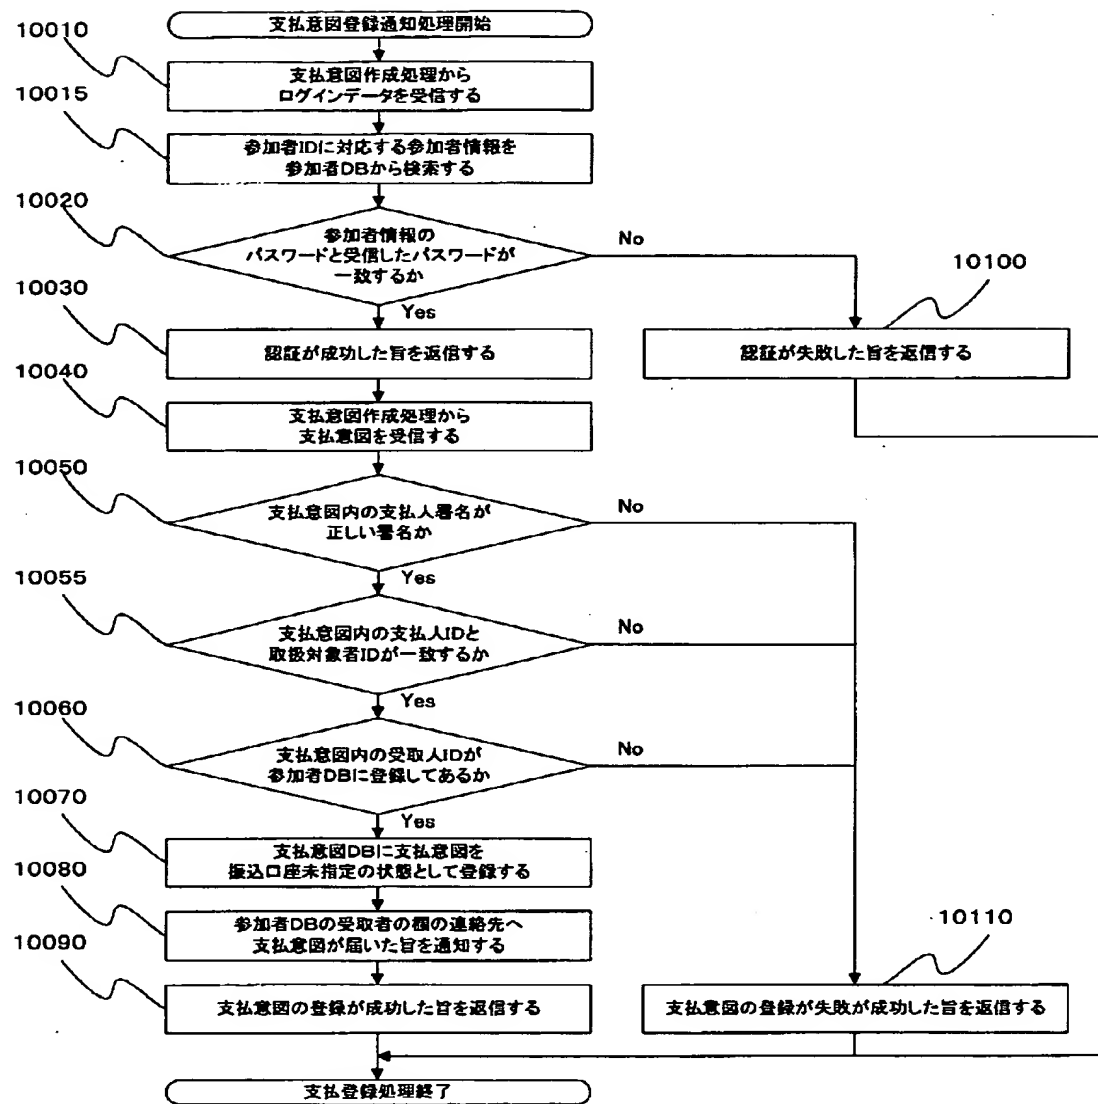 支払意図登録通知処理開始
10010
支払意図作成処理から
ログインデータを受信する
10015
参加者IDに対応する参加者情報を
参加者DBから検索する
10020
参加者情報の
パスワードと受信したパスワードが
一致するか
No
Yes
10100
10030
認証が成功した旨を返信する
認証が失敗した旨を返信する
10040
支払意図作成処理から
支払意図を受信する
10050
支払意図内の支払人署名が
正しい署名か
No
Yes
10055
支払意図内の支払人IDと
取扱対象者IDが一致するか
No
Yes
10060
支払意図内の受取人IDが
参加者DBに登録してあるか
No
Yes
10070
支払意図DBに支払意図を
振込口座未指定の状態として登録する
10080
参加者DBの受取者の欄の連絡先へ
支払意図が届いた旨を通知する
10090
10110
支払意図の登録が成功した旨を返信する
支払意図の登録が失敗が成功した旨を返信する
支払登録処理終了